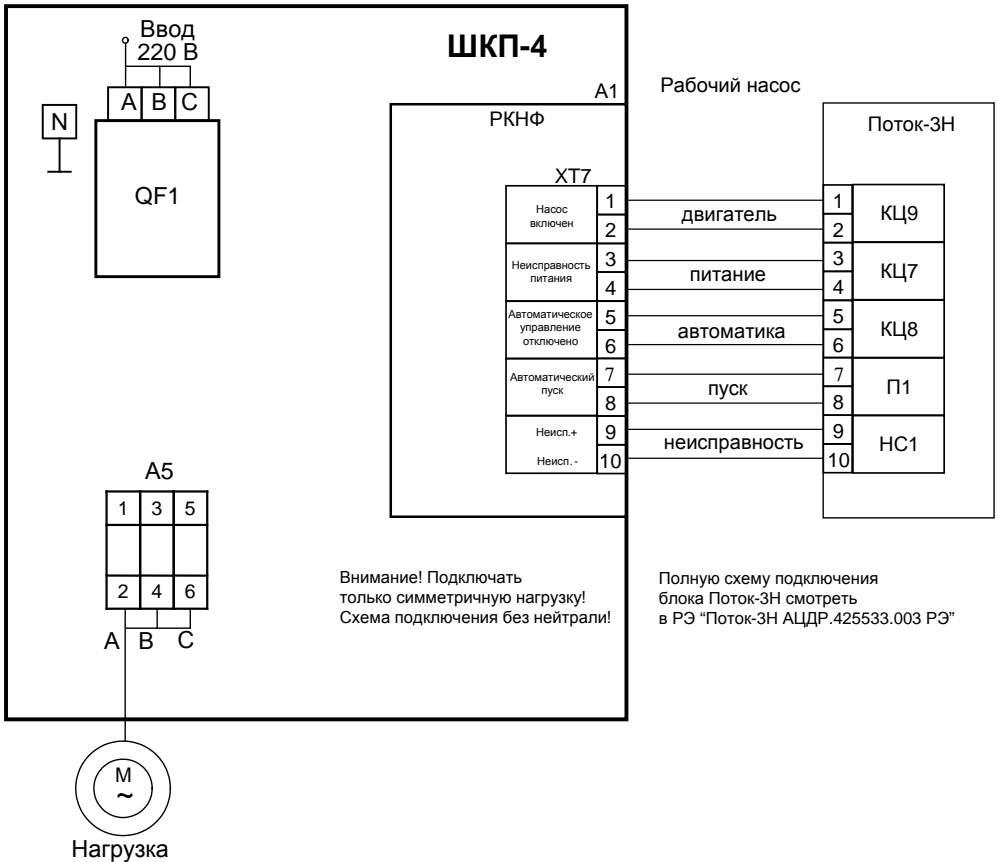 Ввод
220 В
ШКП-4
A B C
N
QF1
A1
РКНФ
XT7
Рабочий насос
Поток-3Н
Насос
включен
1
2
двигатель
1
2
КЦ9
Неисправность
питания
3
4
питание
3
4
КЦ7
Автоматическое
управление
отключено
5
6
автоматика
5
6
КЦ8
Автоматический
пуск
7
8
пуск
7
8
П1
Неисп.+
Неисп. -
9
10
неисправность
9
10
НС1
A5
1 3 5
2 4 6
A B C
Внимание! Подключать
только симметричную нагрузку!
Схема подключения без нейтрали!
Полную схему подключения
блока Поток-3Н смотреть
в РЭ “Поток-3Н АЦДР.425533.003 РЭ”
М
~
Нагрузка